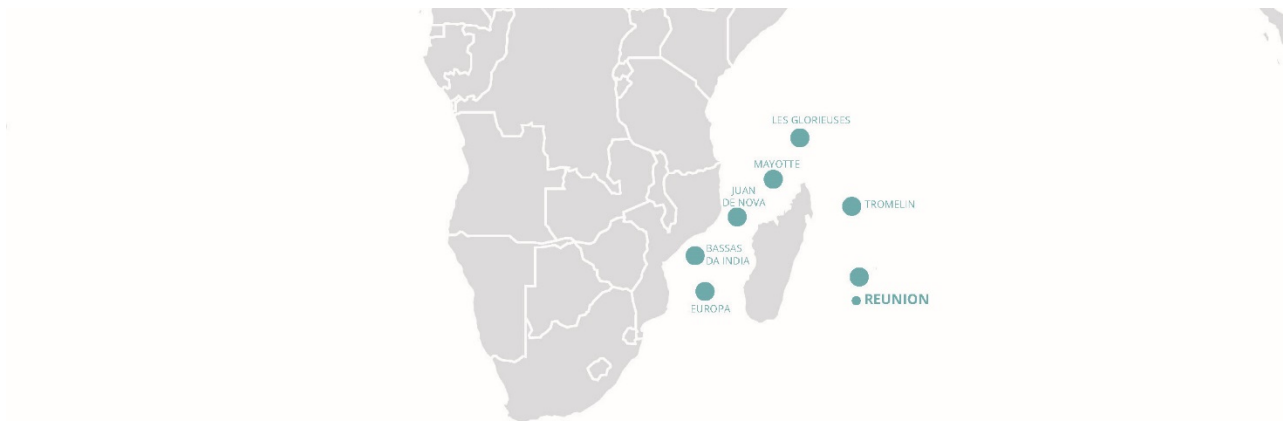 LES GLORIEUSES
MAYOTTE
JUAN
DE NOVA
TROMELIN
BASSAS
DA INDIA
EUROPA
REUNION